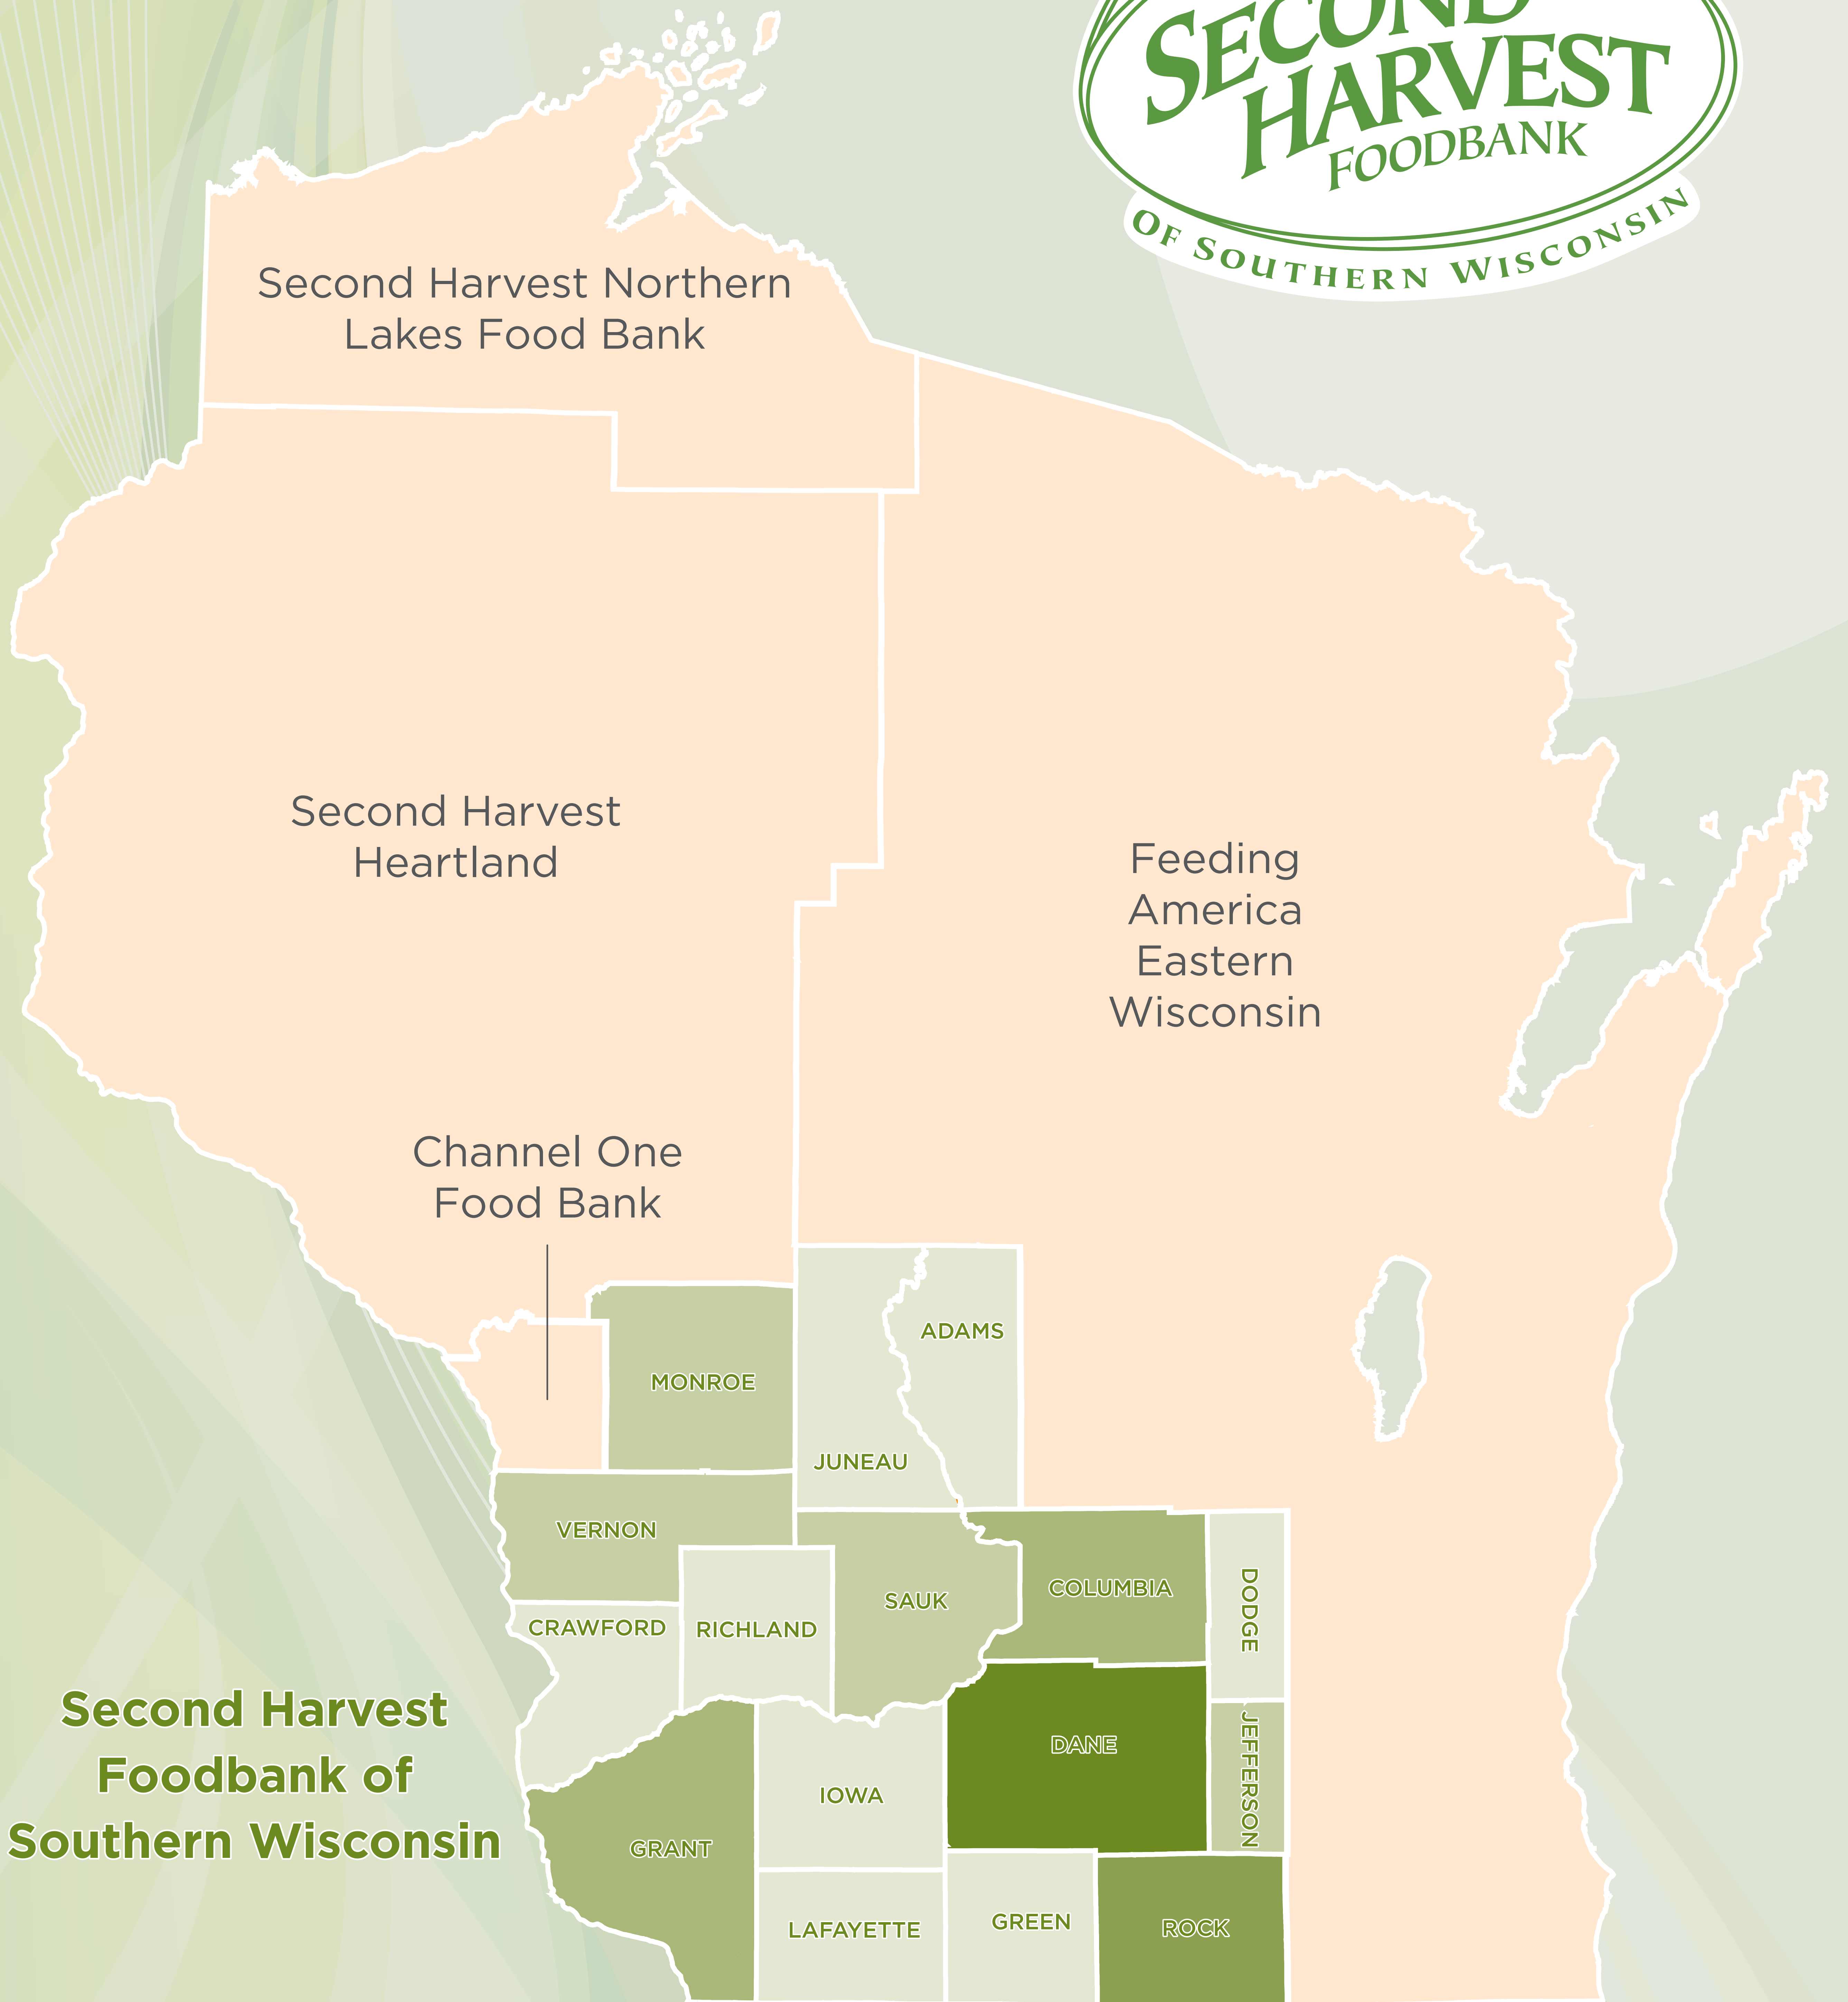 SECOND
HARVEST
FOODBANK
OF SOUTHERN WISCONSIN
Second Harvest Northern
Lakes Food Bank
Second Harvest
Heartland
Feeding
America
Eastern
Wisconsin
Channel One
Food Bank
ADAMS
MONROE
JUNEAU
VERNON
COLUMBIA
DODGE
SAUK
CRAWFORD
RICHLAND
Second Harvest
Foodbank of
Southern Wisconsin
DANE
JEFFERSON
IOWA
GRANT
LAFAYETTE
GREEN
ROCK